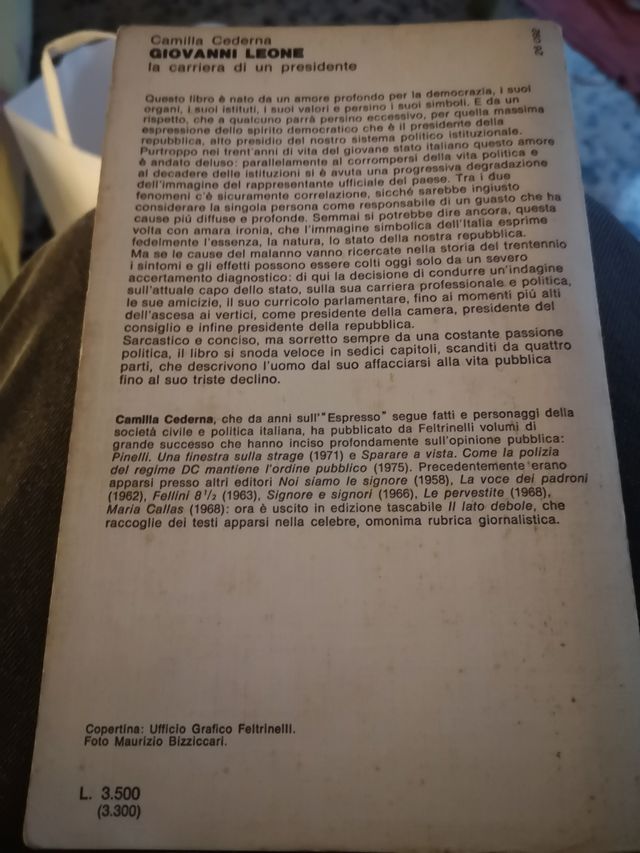 Camilla Cederna
GIOVANNI LEONE
la carriera di un presidente
Questo libro è nato da un amore profondo per la democrazia, i suoi
organi, i suoi istituti, i suoi valori e persino i suoi simboli. E da un
rispetto, che a qualcuno parrà persino eccessivo, per quella massima
espressione dello spirito democratico che è il presidente della
repubblica, alto presidio del nostro sistema politico istituzionale.
Purtroppo nei trent'anni di vita del giovane stato italiano questo amore
è andato deluso: parallelamente al corrompersi della vita politica e
al decadere delle istituzioni si è avuta una progressiva degradazione
dell'immagine del rappresentante ufficiale del paese. Tra i due
fenomeni c'è sicuramente correlazione, sicché sarebbe ingiusto
considerare la singola persona come responsabile di un guasto che ha
cause piú diffuse e profonde. Semmai si potrebbe dire ancora, questa
volta con amara ironia, che l'immagine simbolica dell'Italia esprime
fedelmente l'essenza, la natura, lo stato della nostra repubblica.
Ma se le cause del malanno vanno ricercate nella storia del trentennio
i sintomi e gli effetti possono essere colti oggi solo da un severo
accertamento diagnostico: di qui la decisione di condurre un'indagine
sull'attuale capo dello stato, sulla sua carriera professionale e politica,
le sue amicizie, il suo curricolo parlamentare, fino ai momenti piú alti
dell'ascesa ai vertici, come presidente della camera, presidente del
consiglio e infine presidente della repubblica.
Sarcastico e conciso, ma sorretto sempre da una costante passione
politica, il libro si snoda veloce in sedici capitoli, scanditi da quattro
parti, che descrivono l'uomo dal suo affacciarsi alla vita pubblica
fino al suo triste declino.
Camilla Cederna, che da anni sull'"Espresso" segue fatti e personaggi della
società civile e politica italiana, ha pubblicato da Feltrinelli volumi di
grande successo che hanno inciso profondamente sull'opinione pubblica:
Pinelli. Una finestra sulla strage (1971) e Sparare a vista. Come la polizia
del regime DC mantiene l'ordine pubblico (1975). Precedentemente erano
apparsi presso altri editori Noi siamo le signore (1958), La voce dei padroni
(1962), Fellini 8 1/2 (1963), Signore e signori (1966), Le pervestite (1968),
Maria Callas (1968): ora è uscito in edizione tascabile Il lato debole, che
raccoglie dei testi apparsi nella celebre, omonima rubrica giornalistica.
Copertina: Ufficio Grafico Feltrinelli.
Foto Maurizio Bizziccari.
L. 3.500
(3.300)